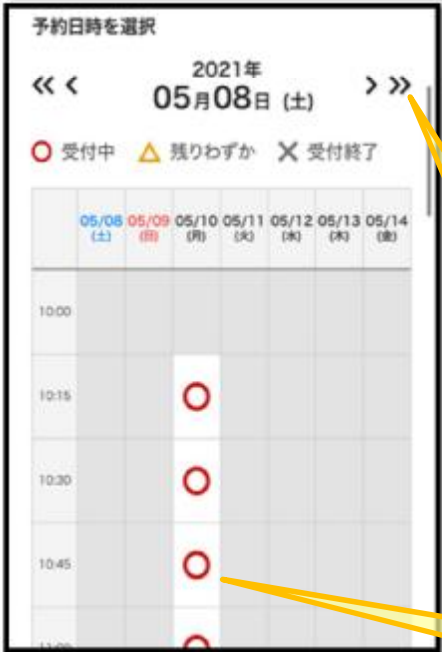 予約日時を選択
« ‹ 2021年 › »
05月08日 (土)
○ 受付中 △ 残りわずか ✕ 受付終了
05/08 05/09 05/10 05/11 05/12 05/13 05/14
(土) (日) (月) (火) (水) (木) (金)
10:00
10:15 ○
10:30 ○
10:45 ○
11:00 ○